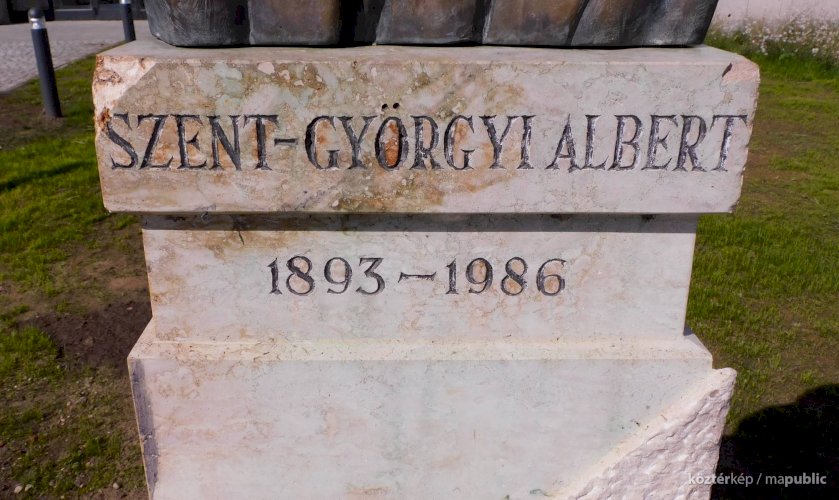 SZENT-GYÖRGYI ALBERT
1893-1986
köztérkép / mapublic